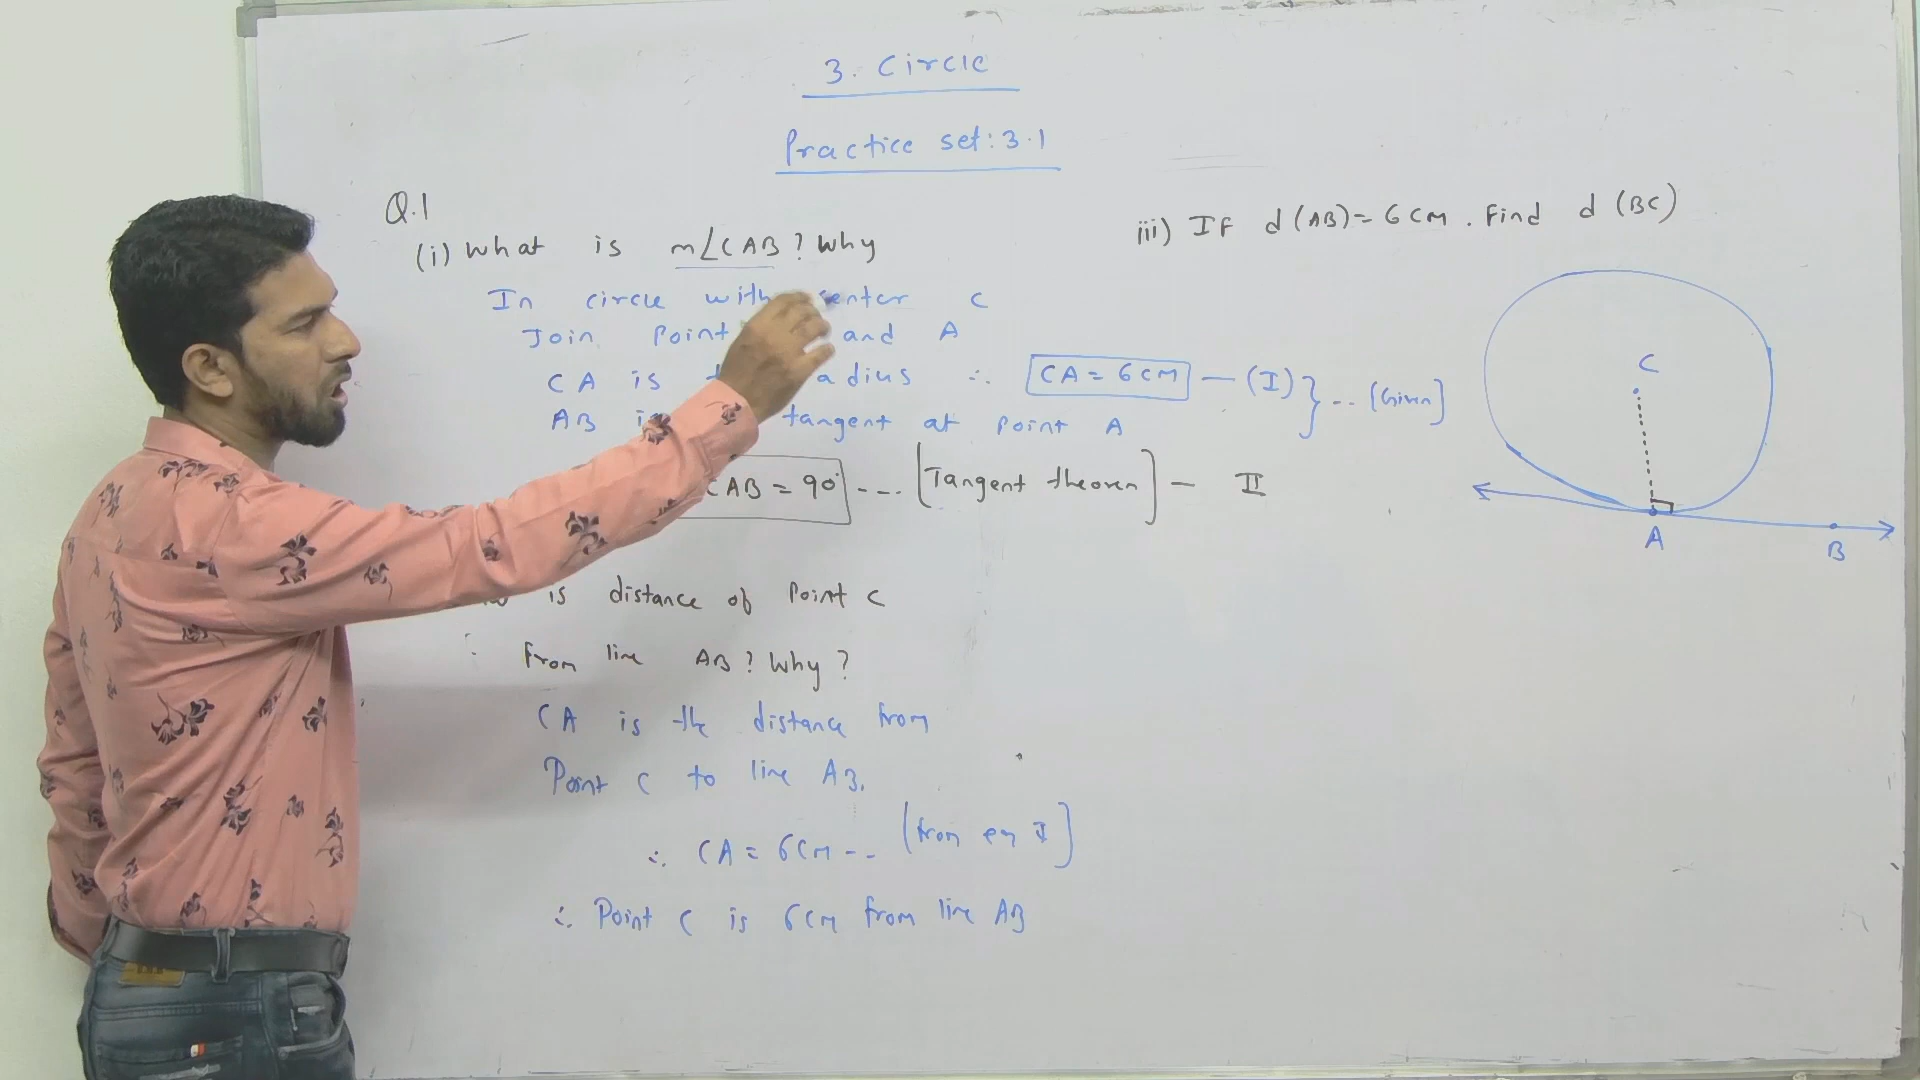 3. Circle
Practice set: 3.1
Q.1
(i) What is m∠CAB? Why
In circle with center C
Join Point and A
CA is adius ∴ CA = 6cm — (I) } -- [Given]
AB is tangent at Point A
CAB = 90° --- [Tangent theorem] — II
is distance of Point C
From line AB? Why?
CA is the distance from
Point C to line AB.
∴ CA = 6cm -- [from eq I]
∴ Point C is 6cm from line AB
iii) If d(AB) = 6cm. Find d(BC)
C
A
B